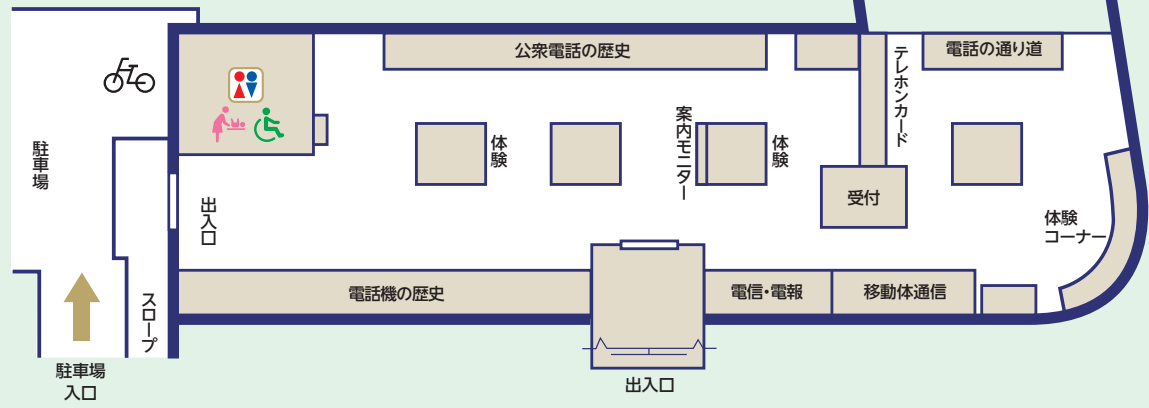 公衆電話の歴史
電話の通り道
テレホンカード
駐車場
体験
案内モニター
体験
受付
出入口
体験
コーナー
スロープ
電話機の歴史
電信・電報
移動体通信
駐車場
入口
出入口